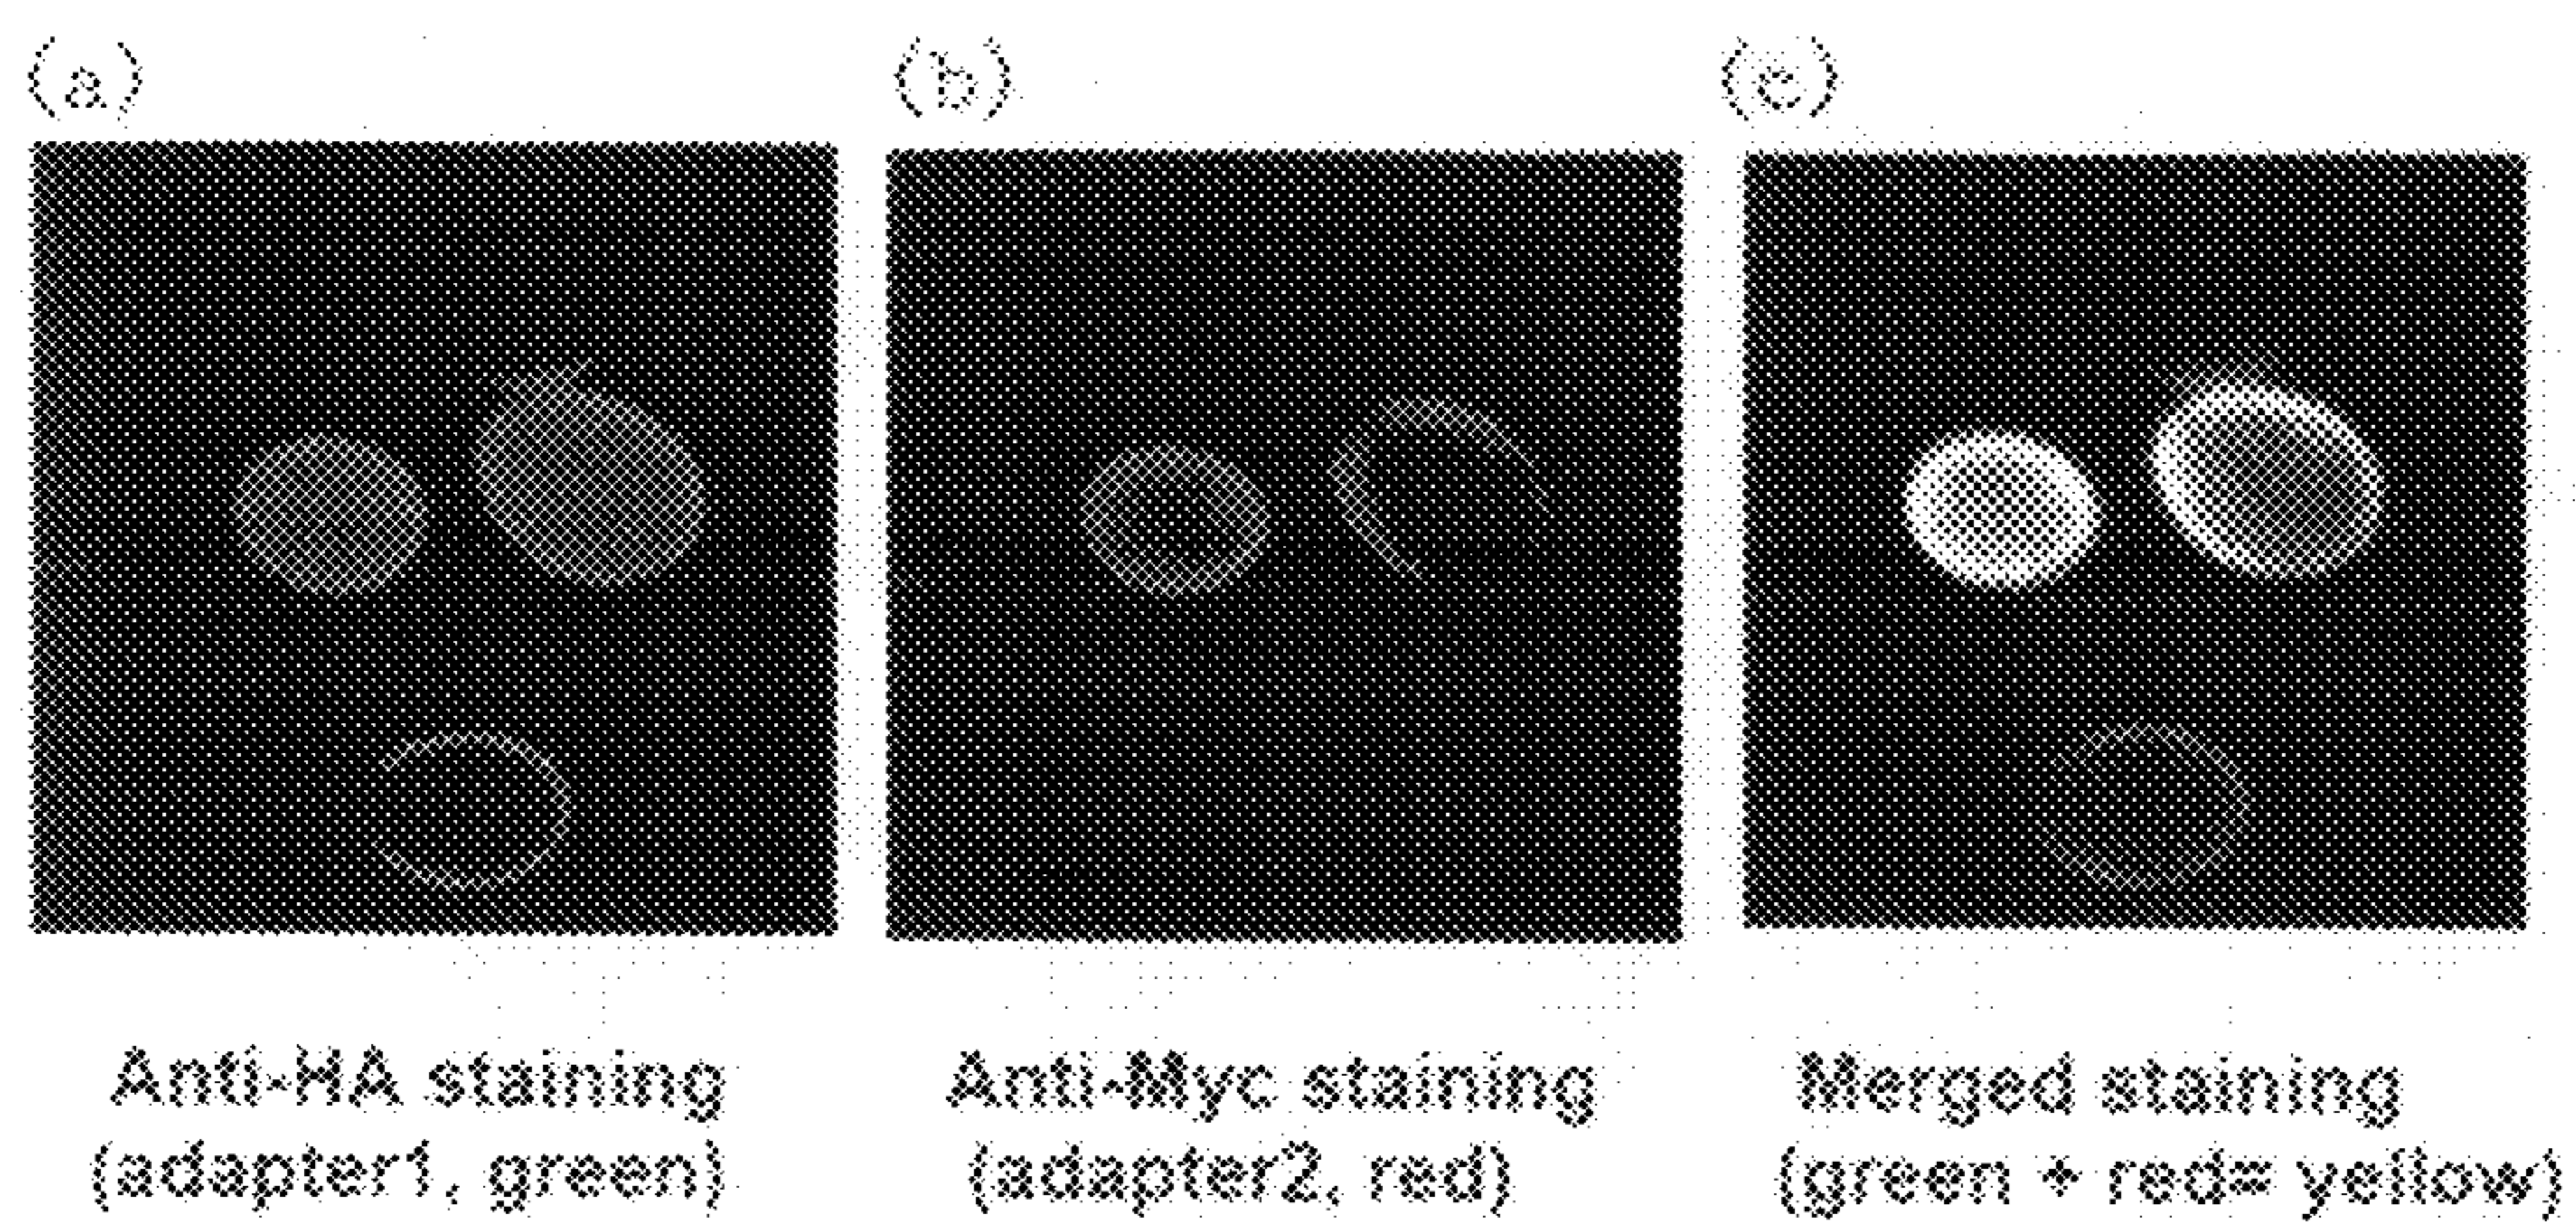 (a) (b) (c)
Anti-HA staining Anti-Myc staining Merged staining
(adapter1, green) (adapter2, red) (green + red= yellow)